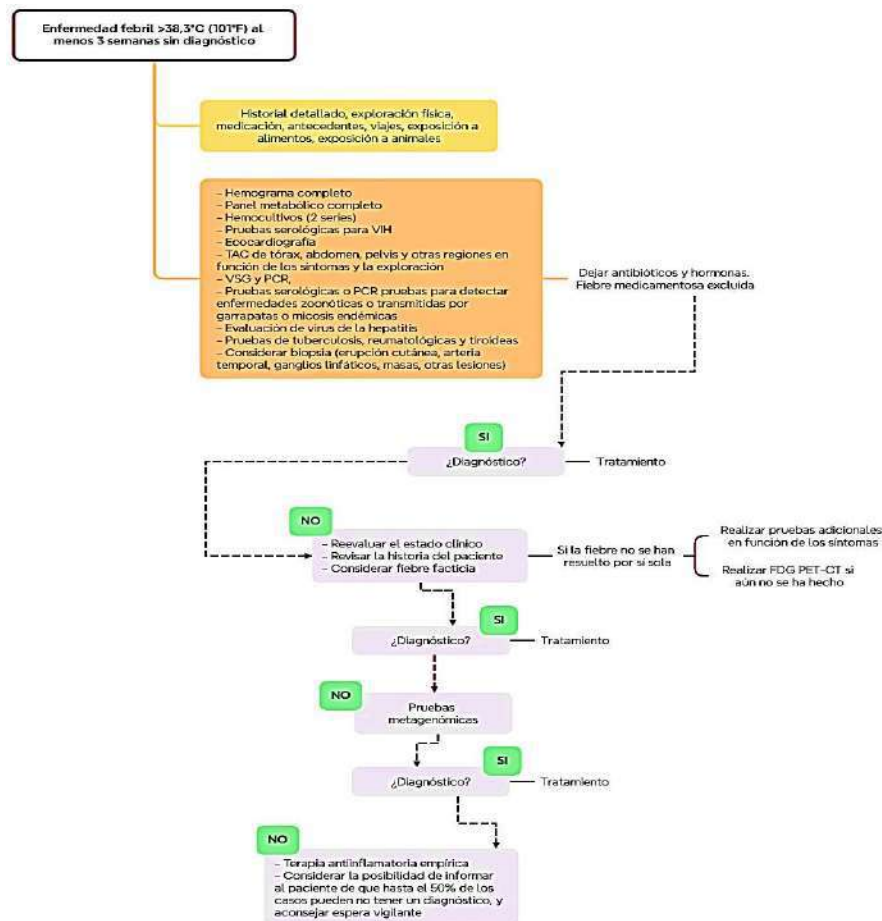 Enfermedad febril >38,3°C (101°F) al
menos 3 semanas sin diagnóstico
Historial detallado, exploración física,
medicación, antecedentes, viajes, exposición a
alimentos, exposición a animales
- Hemograma completo
- Panel metabólico completo
- Hemocultivos (2 series)
- Pruebas serológicas para VIH
- Ecocardiografía
- TAC de tórax, abdomen, pelvis y otras regiones en
función de los síntomas y la exploración
- VSG y PCR,
- Pruebas serológicas o PCR pruebas para detectar
enfermedades zoonóticas o transmitidas por
garrapatas o micosis endémicas
- Evaluación de virus de la hepatitis
- Pruebas de tuberculosis, reumatológicas y tiroideas
- Considerar biopsia (erupción cutánea, arteria
temporal, ganglios linfáticos, masas, otras lesiones)
Dejar antibióticos y hormonas.
Fiebre medicamentosa excluida
SI
¿Diagnóstico?
Tratamiento
NO
- Reevaluar el estado clínico
- Revisar la historia del paciente
- Considerar fiebre facticia
Si la fiebre no se han
resuelto por sí sola
Realizar pruebas adicionales
en función de los síntomas
Realizar FDG PET-CT si
aún no se ha hecho
SI
¿Diagnóstico?
Tratamiento
NO
Pruebas
metagenómicas
SI
¿Diagnóstico?
Tratamiento
NO
- Terapia antiinflamatoria empírica
- Considerar la posibilidad de informar
al paciente de que hasta el 50% de los
casos pueden no tener un diagnóstico, y
aconsejar espera vigilante